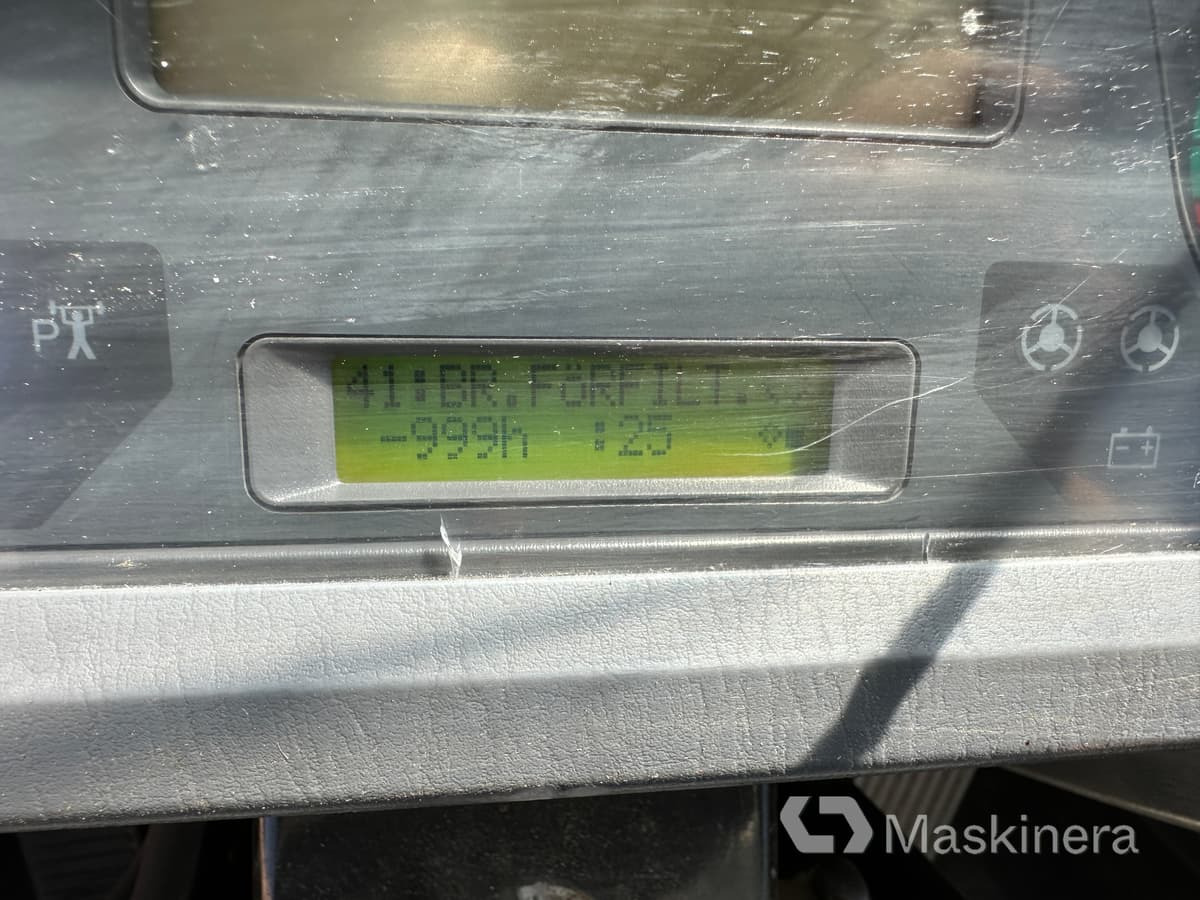 P
41:BR.FÖRFILT.<>
-999h :25
- +
Maskinera